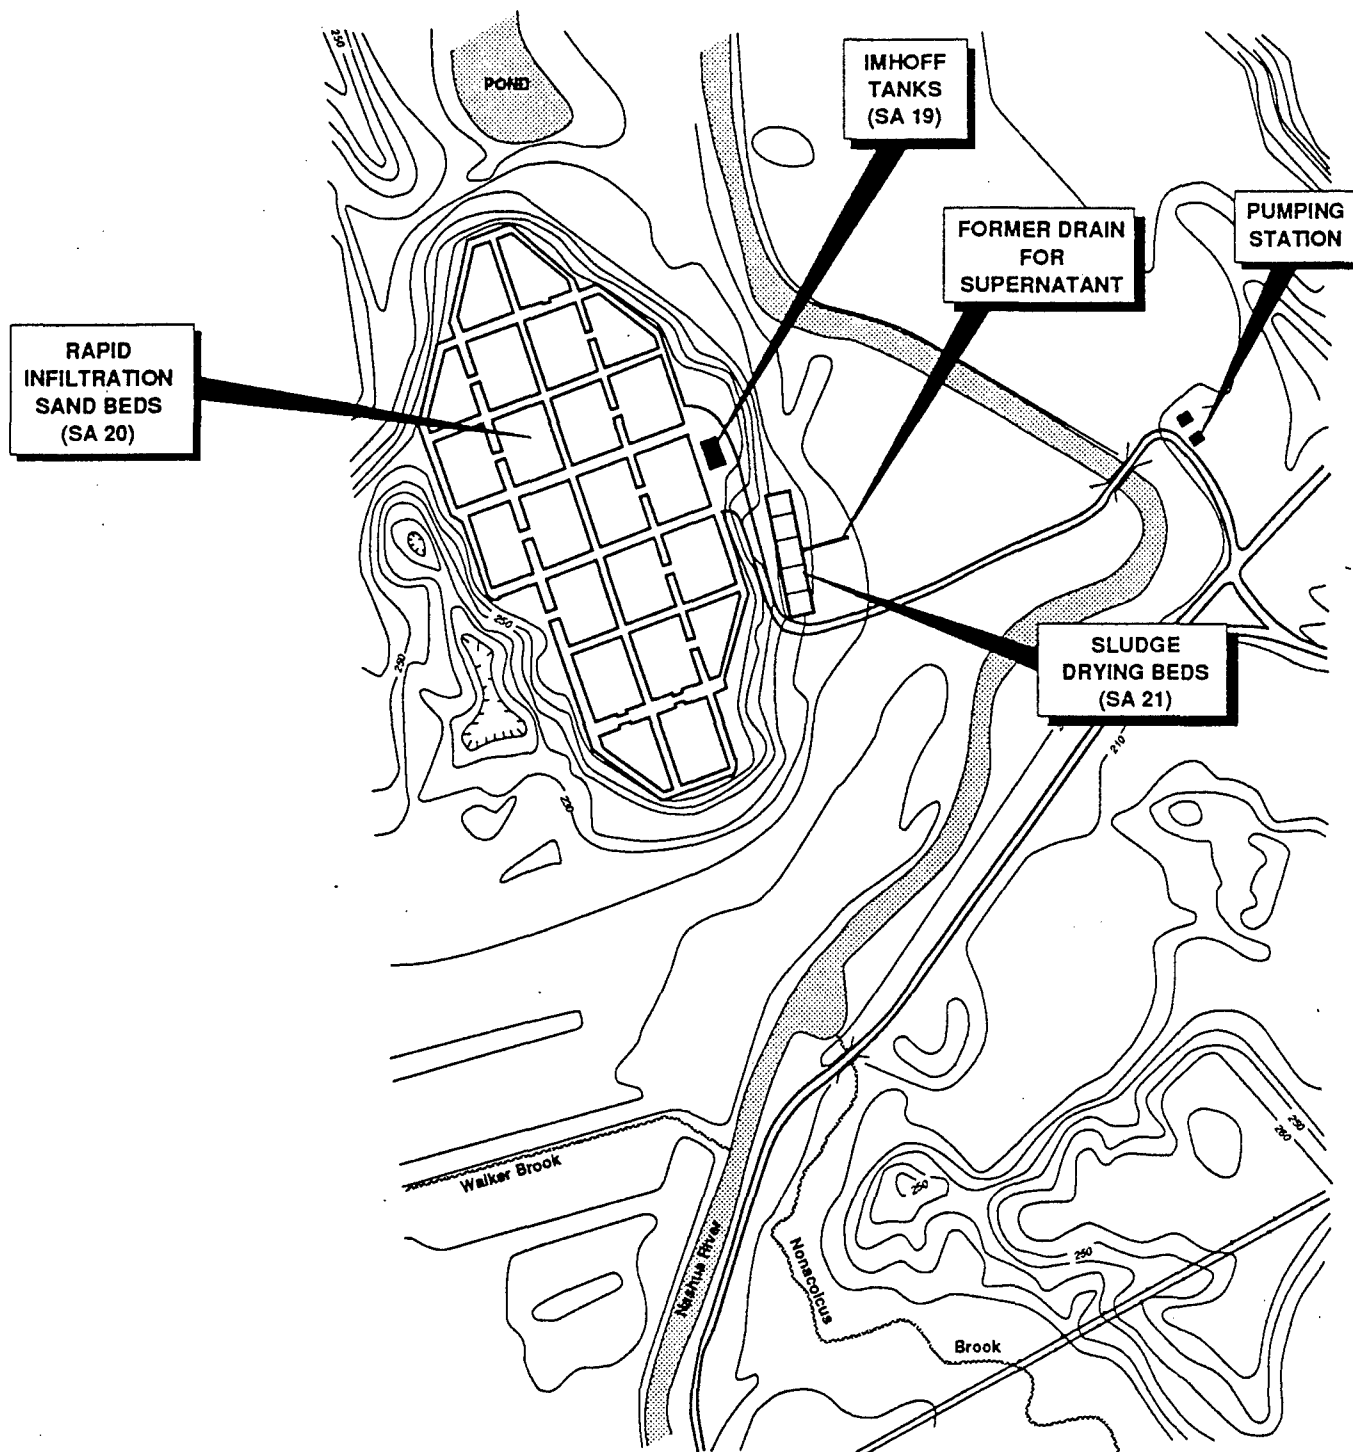 250
POND
IMHOFF
TANKS
(SA 19)
PUMPING
STATION
FORMER DRAIN
FOR
SUPERNATANT
RAPID
INFILTRATION
SAND BEDS
(SA 20)
250
250
SLUDGE
DRYING BEDS
(SA 21)
210
230
250
260
Walker Brook
250
250
Nashua River
Nonacoicus
Brook